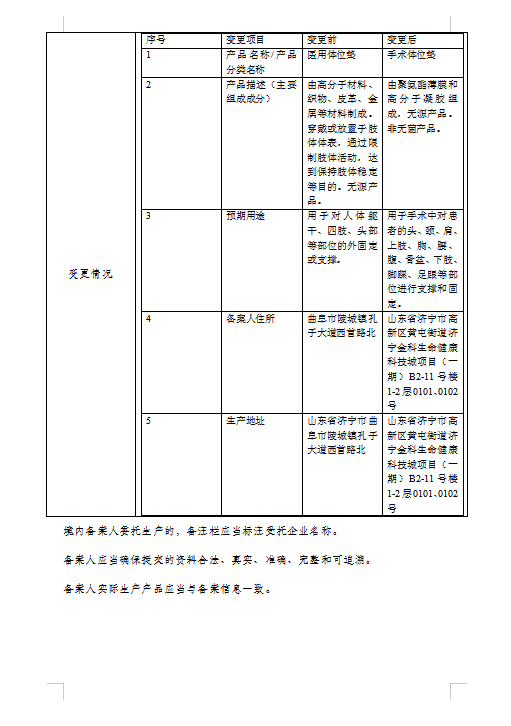 变更情况
序号 变更项目 变更前 变更后
1 产品名称/产品分类名称 医用体位垫 手术体位垫
2 产品描述（主要组成成分） 由高分子材料、织物、皮革、金属等材料制成。穿戴或放置于肢体体表，通过限制肢体活动，达到保持肢体稳定等目的。无源产品。 由聚氨酯薄膜和高分子凝胶组成，无源产品。非无菌产品。
3 预期用途 用于对人体躯干、四肢、头部等部位的外固定或支撑。 用于手术中对患者的头、颈、肩、上肢、胸、腰、腹、骨盆、下肢、脚踝、足跟等部位进行支撑和固定。
4 备案人住所 曲阜市陵城镇孔子大道西首路北 山东省济宁市高新区黄屯街道济宁金科生命健康科技城项目（一期）B2-11号楼1-2层0101、0102号
5 生产地址 山东省济宁市曲阜市陵城镇孔子大道西首路北 山东省济宁市高新区黄屯街道济宁金科生命健康科技城项目（一期）B2-11号楼1-2层0101、0102号
境内备案人委托生产的，备注栏应当标注受托企业名称。
备案人应当确保提交的资料合法、真实、准确、完整和可追溯。
备案人实际生产产品应当与备案信息一致。